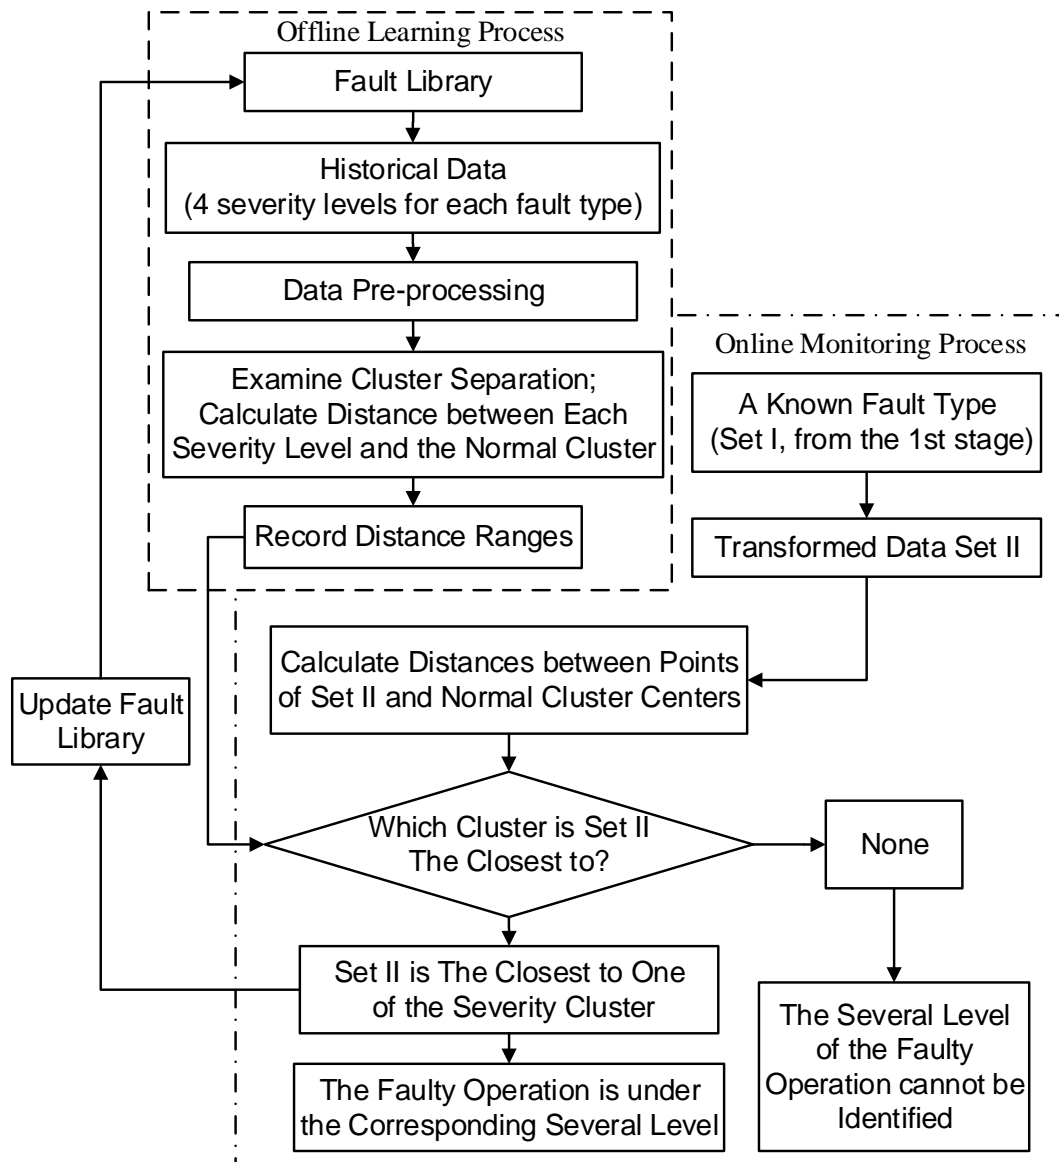 Offline Learning Process
Fault Library
Historical Data
(4 severity levels for each fault type)
Data Pre-processing
Examine Cluster Separation;
Calculate Distance between Each
Severity Level and the Normal Cluster
Record Distance Ranges
Online Monitoring Process
A Known Fault Type
(Set I, from the 1st stage)
Transformed Data Set II
Calculate Distances between Points
of Set II and Normal Cluster Centers
Update Fault
Library
Which Cluster is Set II
The Closest to?
None
Set II is The Closest to One
of the Severity Cluster
The Faulty Operation is under
the Corresponding Several Level
The Several Level
of the Faulty
Operation cannot be
Identified